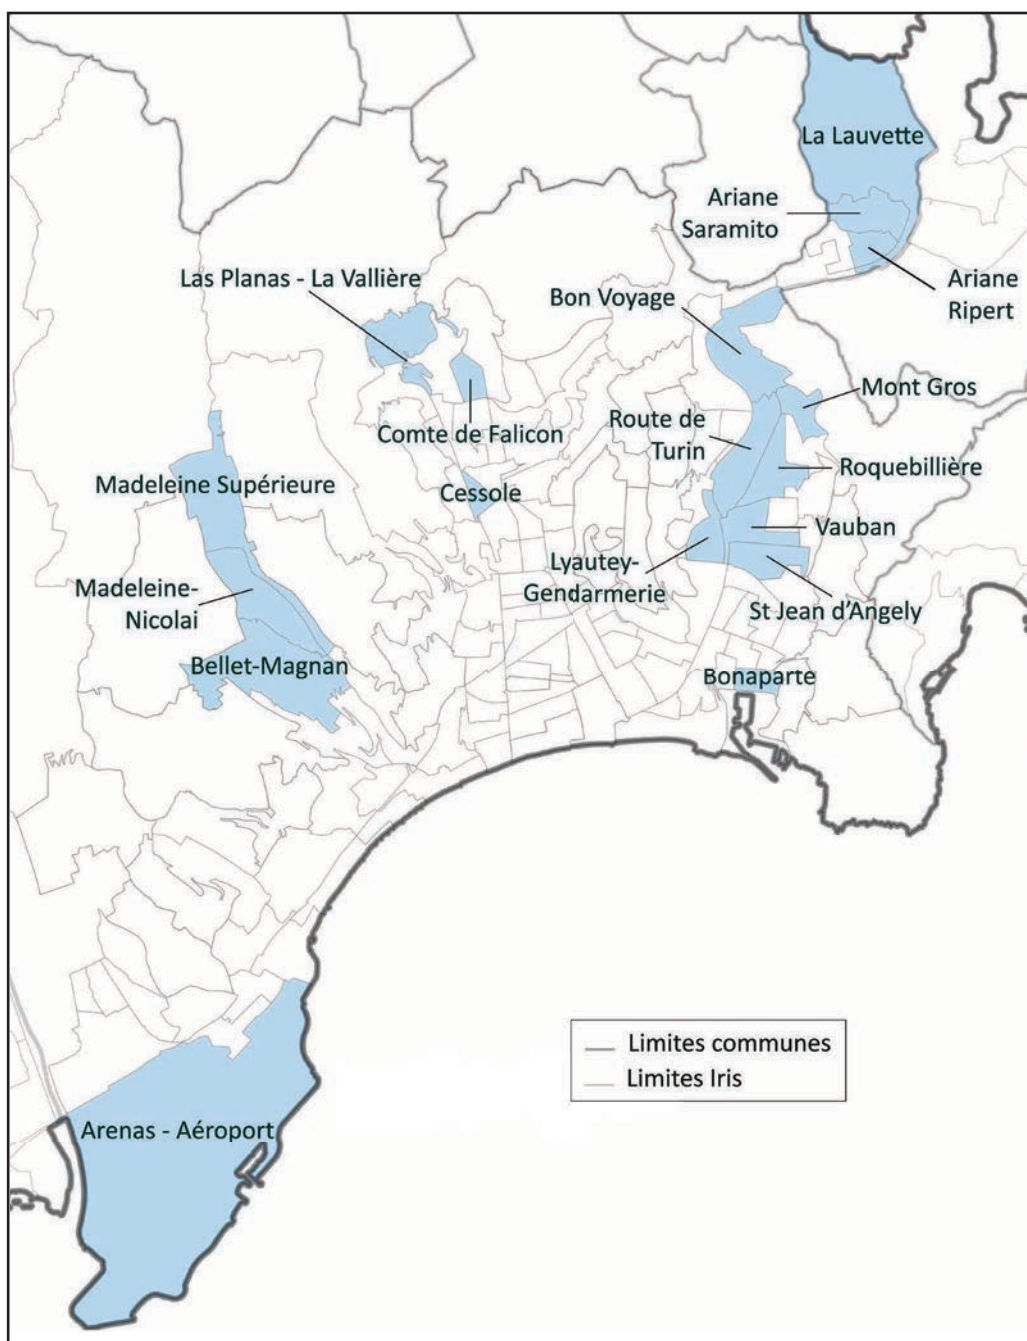 La Lauvette
Ariane
Saramito
Ariane
Ripert
Las Planas - La Vallière
Bon Voyage
Mont Gros
Route de
Turin
Comte de Falicon
Roquebillière
Madeleine Supérieure
Cessole
Vauban
Lyautey-
Gendarmerie
Madeleine-
Nicolai
St Jean d'Angely
Bellet-Magnan
Bonaparte
Limites communes
Limites Iris
Arenas - Aéroport